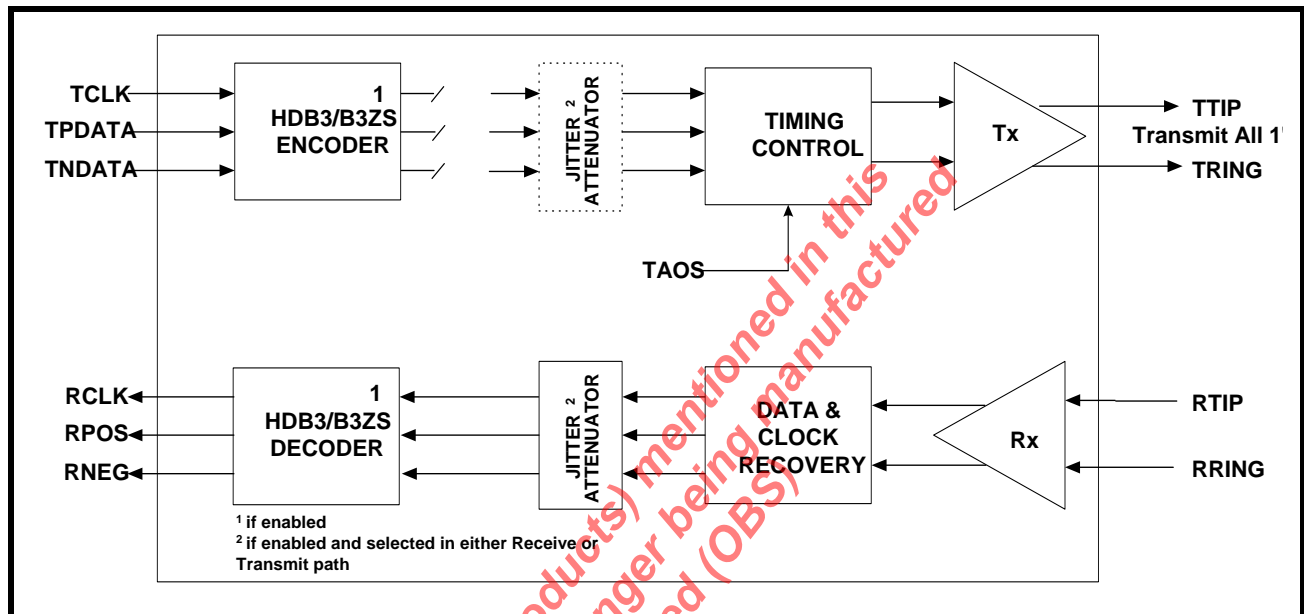 TCLK
TPDATA
TNDATA
1
HDB3/B3ZS
ENCODER
JITTER 2
ATTENUATOR
TIMING
CONTROL
Tx
TTIP
Transmit All 1'
TRING
TAOS
RCLK
RPOS
RNEG
1
HDB3/B3ZS
DECODER
JITTER 2
ATTENUATOR
DATA &
CLOCK
RECOVERY
Rx
RTIP
RRING
1 if enabled
2 if enabled and selected in either Receive or
Transmit path
mentioned in this
nger being manufactured
(OBS)